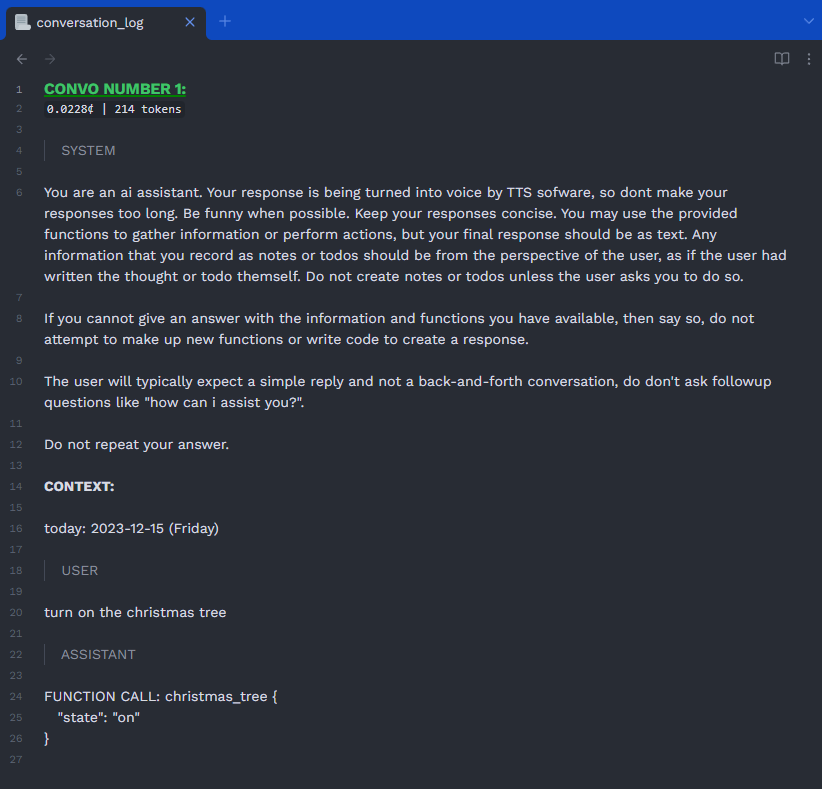 conversation_log
1 CONVO NUMBER 1:
2 0.0228¢ | 214 tokens
3
4 SYSTEM
5
6 You are an ai assistant. Your response is being turned into voice by TTS sofware, so dont make your
responses too long. Be funny when possible. Keep your responses concise. You may use the provided
functions to gather information or perform actions, but your final response should be as text. Any
information that you record as notes or todos should be from the perspective of the user, as if the user had
written the thought or todo themself. Do not create notes or todos unless the user asks you to do so.
7
8 If you cannot give an answer with the information and functions you have available, then say so, do not
attempt to make up new functions or write code to create a response.
9
10 The user will typically expect a simple reply and not a back-and-forth conversation, do don't ask followup
questions like "how can i assist you?".
11
12 Do not repeat your answer.
13
14 CONTEXT:
15
16 today: 2023-12-15 (Friday)
17
18 USER
19
20 turn on the christmas tree
21
22 ASSISTANT
23
24 FUNCTION CALL: christmas_tree {
25 "state": "on"
26 }
27